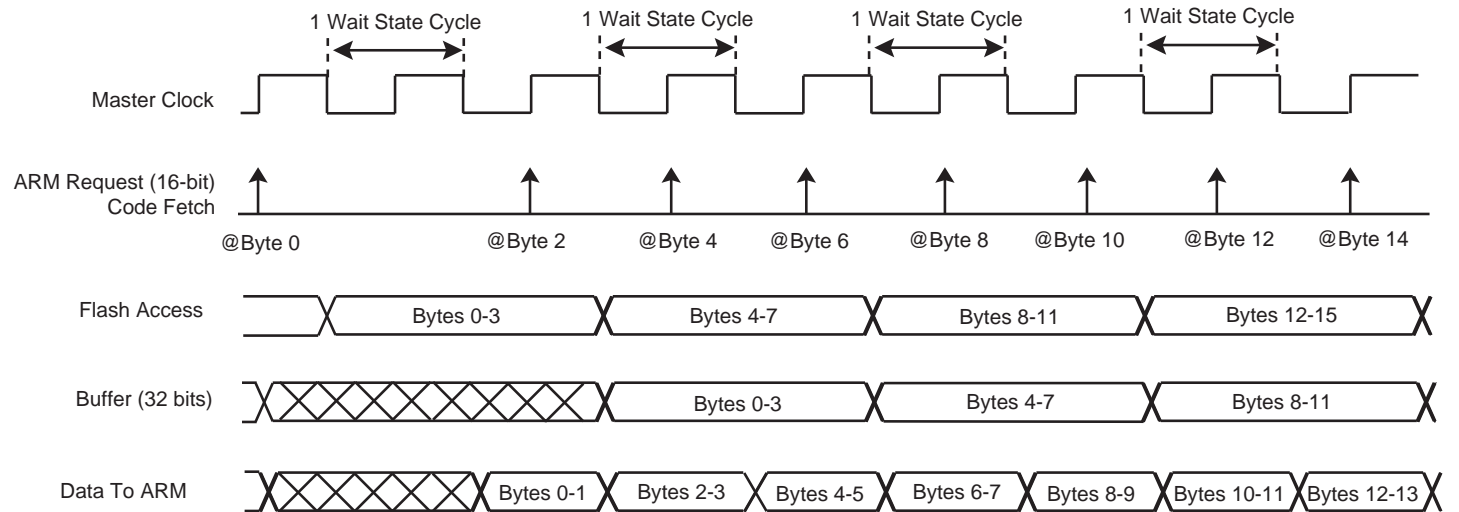 1 Wait State Cycle
1 Wait State Cycle
1 Wait State Cycle
1 Wait State Cycle
Master Clock
ARM Request (16-bit)
Code Fetch
@Byte 0
@Byte 2
@Byte 4
@Byte 6
@Byte 8
@Byte 10
@Byte 12
@Byte 14
Flash Access
Bytes 0-3
Bytes 4-7
Bytes 8-11
Bytes 12-15
Buffer (32 bits)
Bytes 0-3
Bytes 4-7
Bytes 8-11
Data To ARM
Bytes 0-1
Bytes 2-3
Bytes 4-5
Bytes 6-7
Bytes 8-9
Bytes 10-11
Bytes 12-13